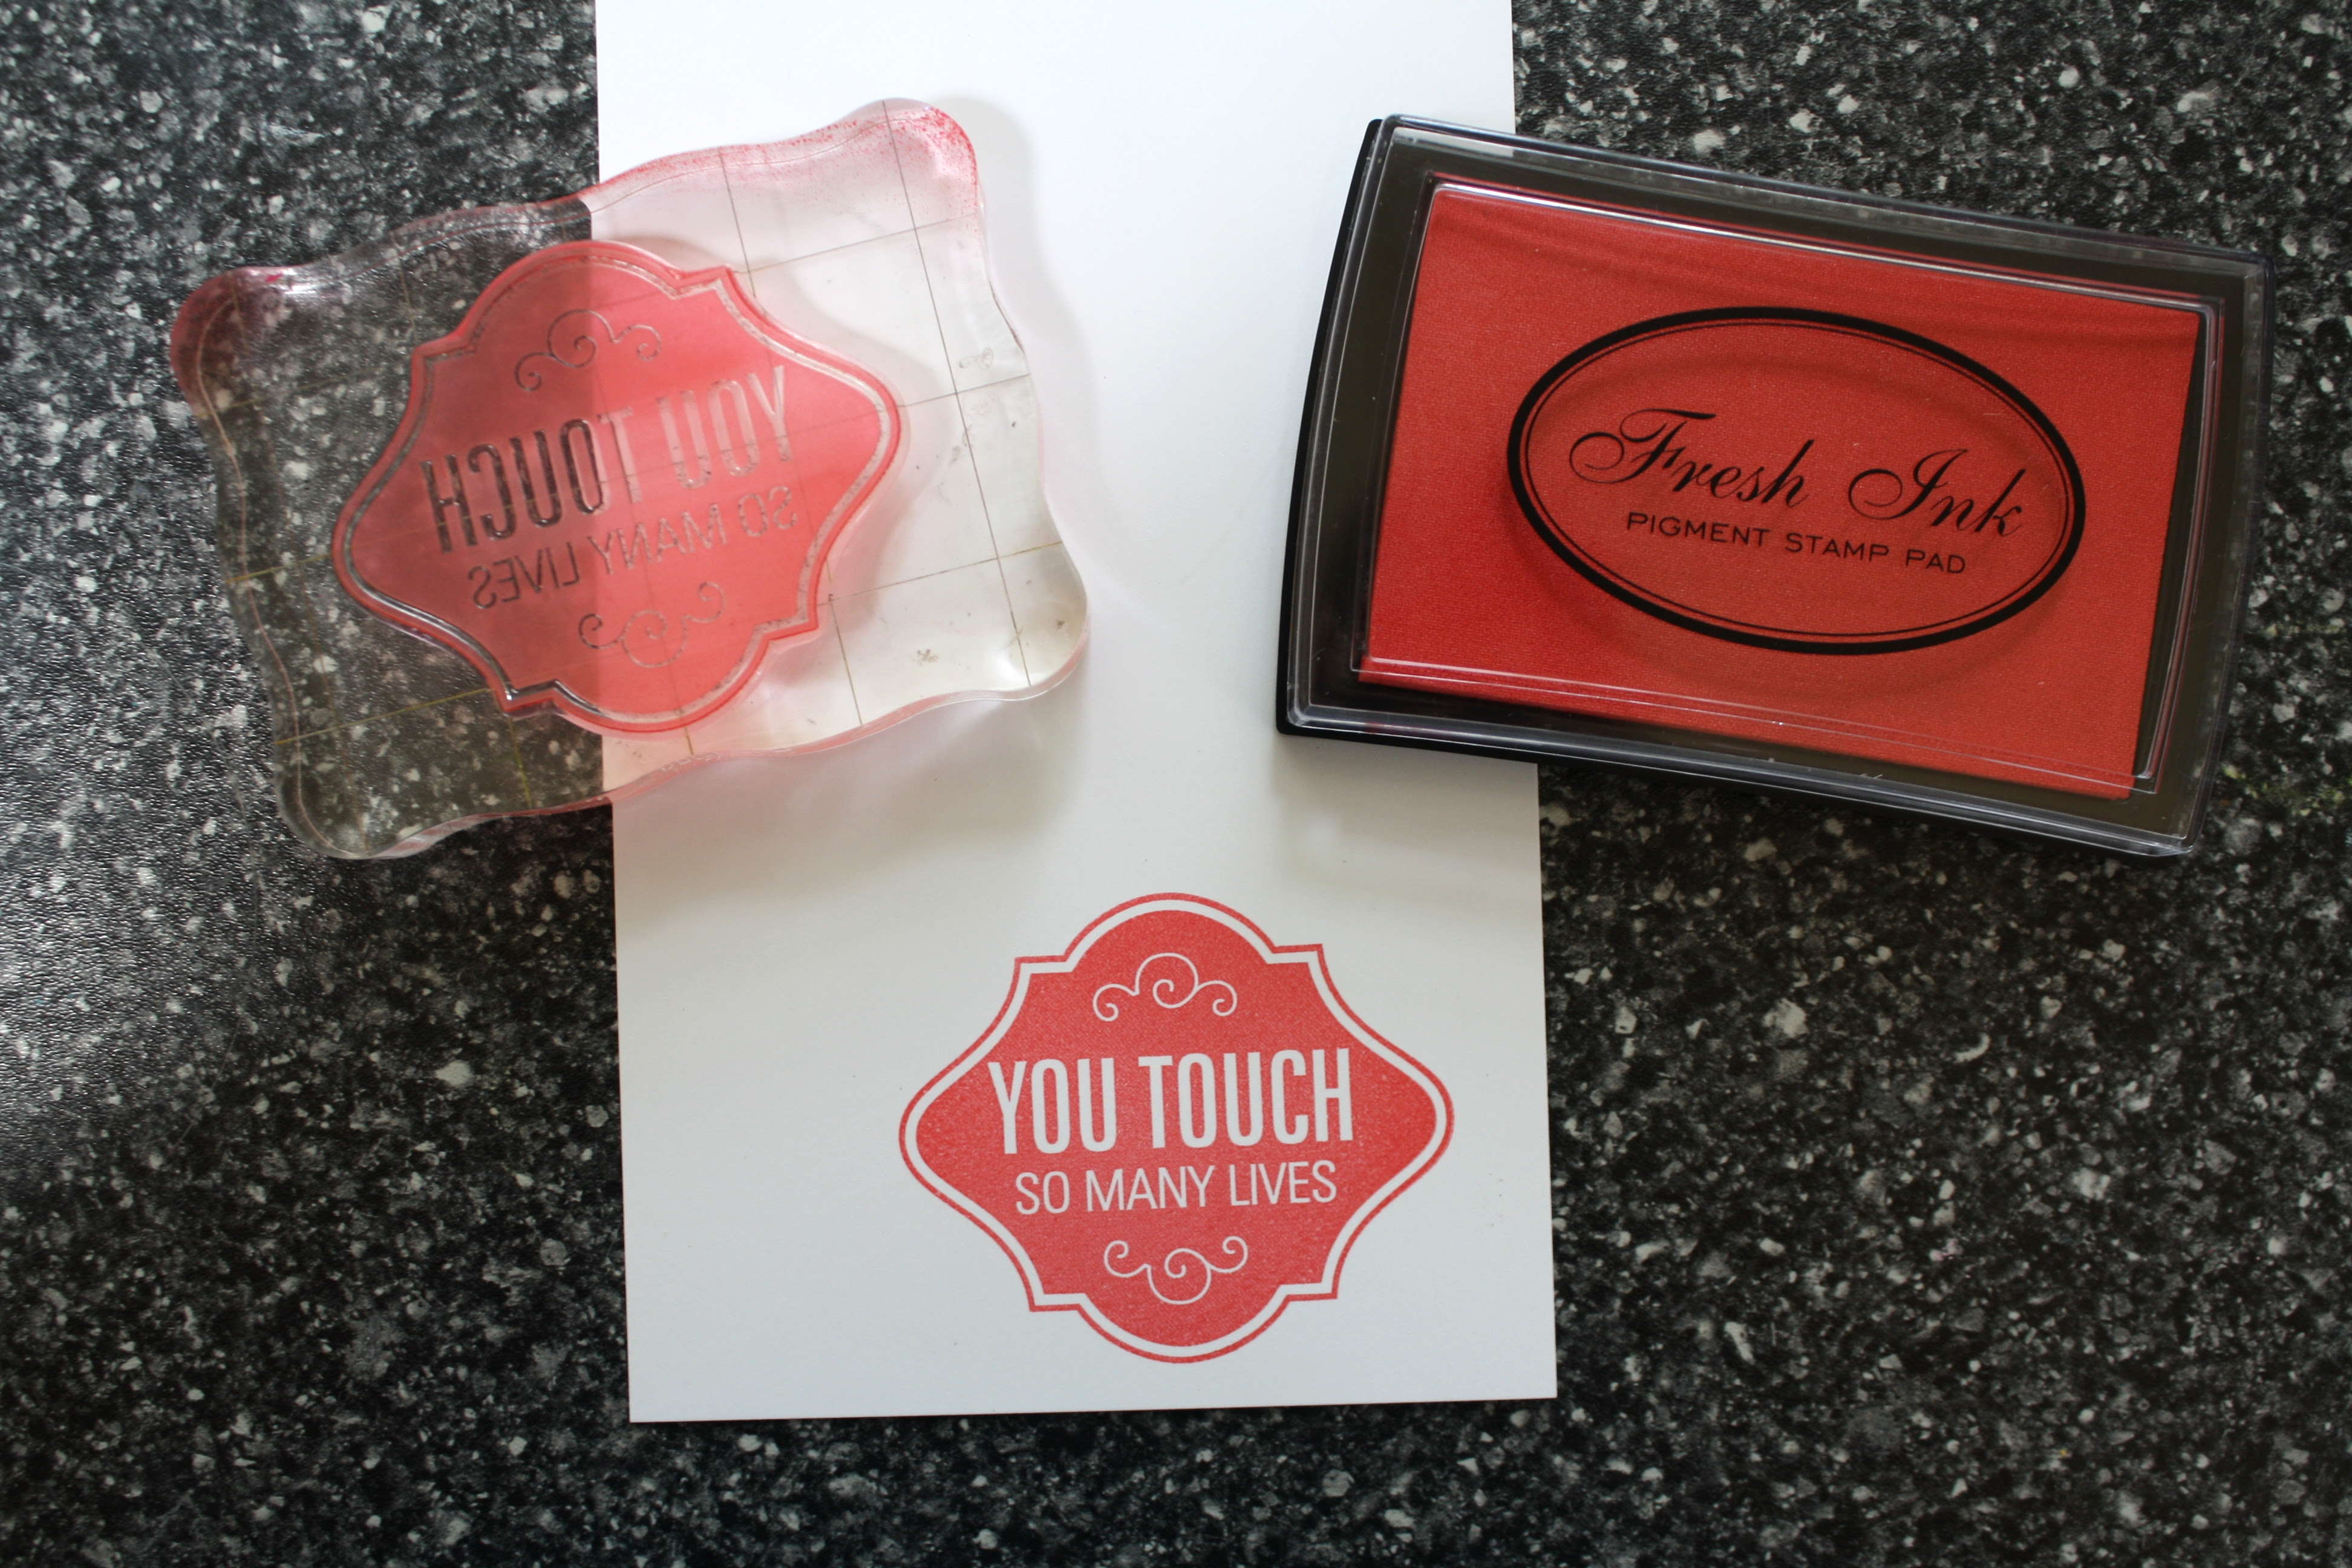 YOU TOUCH
SO MANY LIVES
Fresh Ink
PIGMENT STAMP PAD
YOU TOUCH
SO MANY LIVES